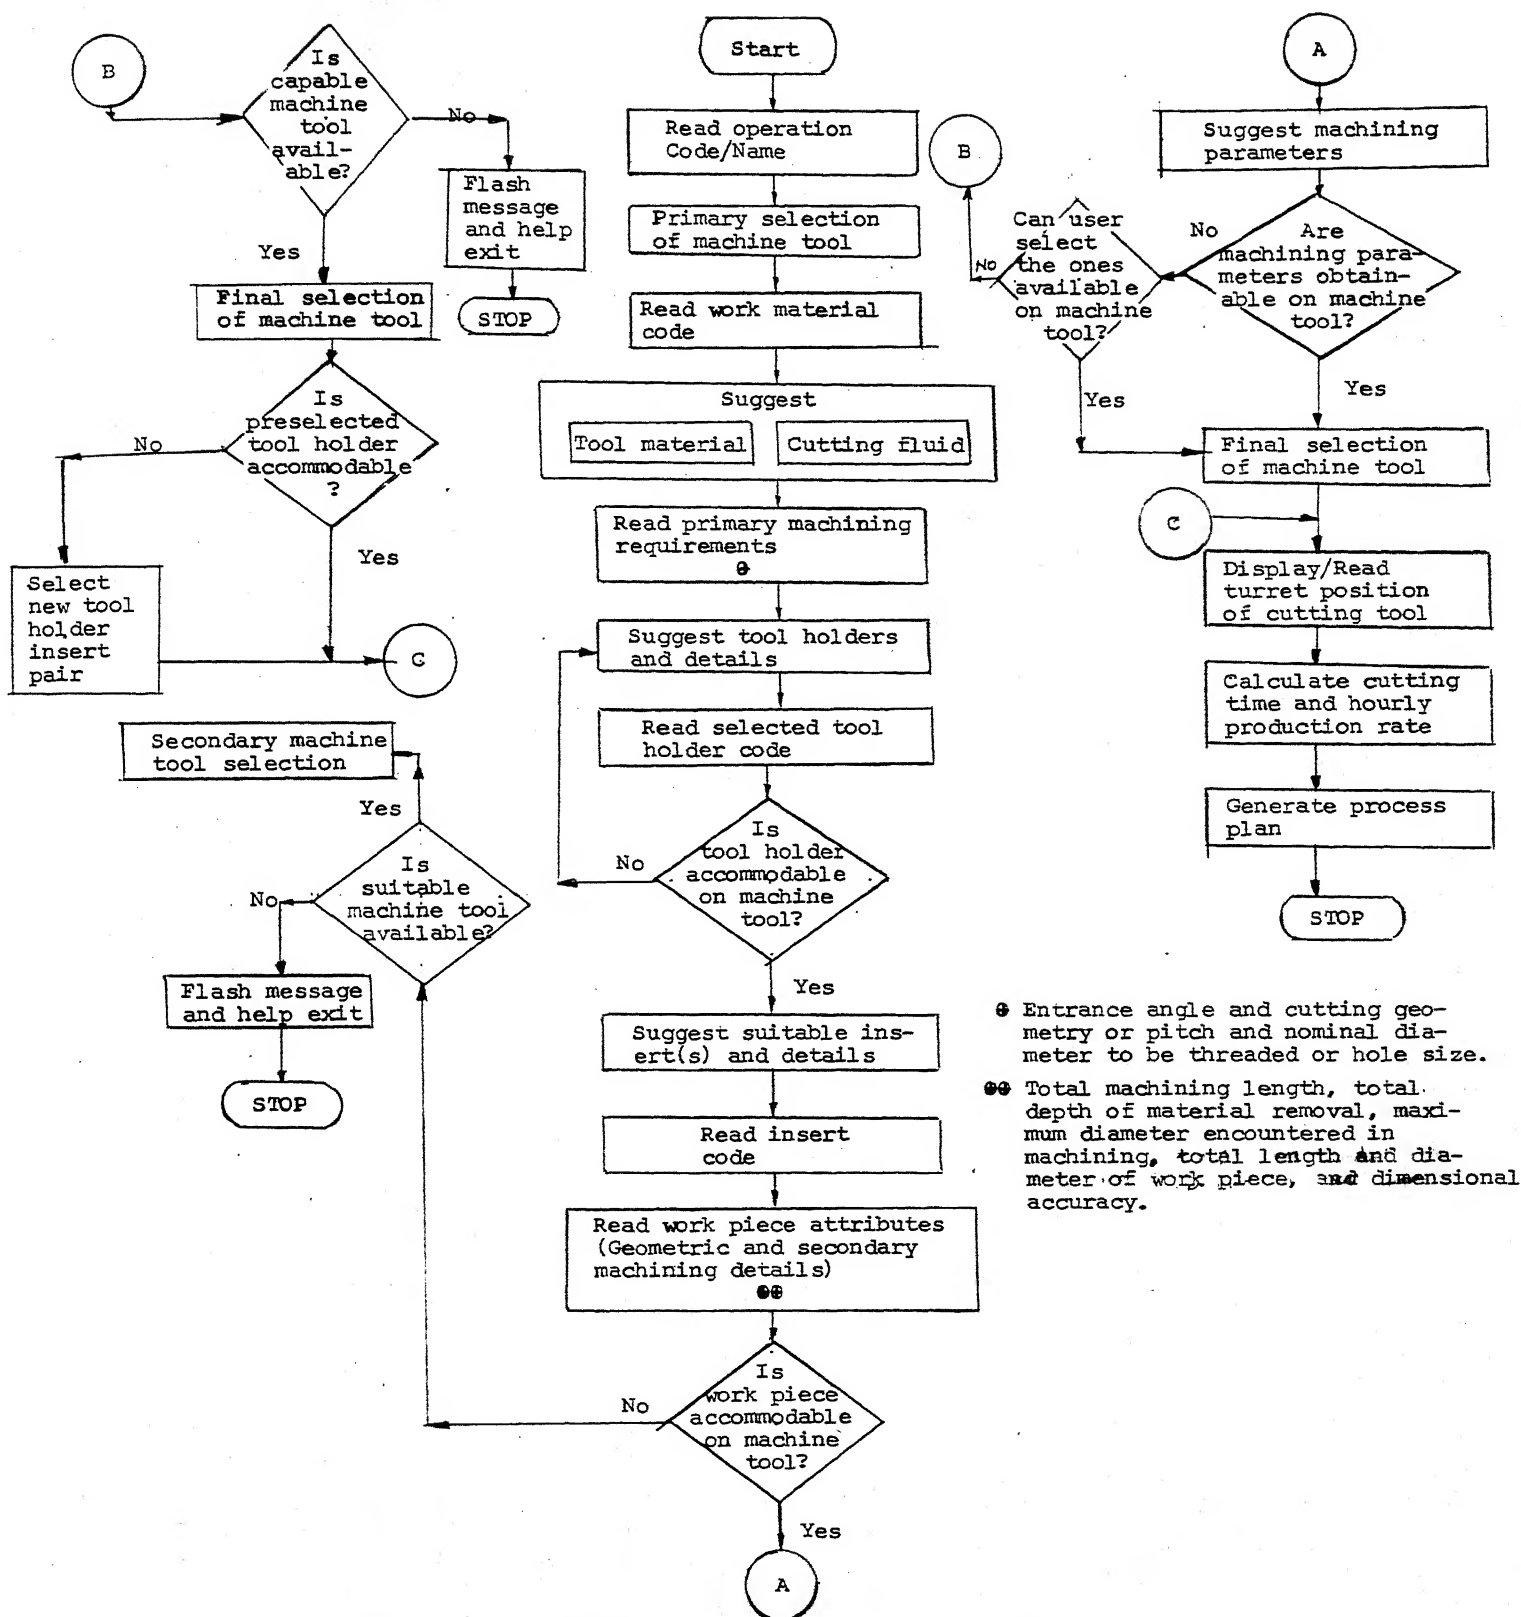 B
Is
capable
machine
tool
avail-
able?
No
Flash
message
and help
exit
STOP
Yes
Final selection
of machine tool
Is
preselected
tool holder
accommodable
?
No
Yes
Select
new tool
holder
insert
pair
C
Secondary machine
tool selection
Yes
Is
suitable
machine tool
available?
No
Flash message
and help exit
STOP
Start
Read operation
Code/Name
Primary selection
of machine tool
Read work material
code
Suggest
Tool material
Cutting fluid
Read primary machining
requirements
⊕
Suggest tool holders
and details
Read selected tool
holder code
Is
tool holder
accommodable
on machine
tool?
No
Yes
Suggest suitable ins-
ert(s) and details
Read insert
code
Read work piece attributes
(Geometric and secondary
machining details)
⊕⊕
Is
work piece
accommodable
on machine
tool?
No
Yes
A
A
Suggest machining
parameters
Are
machining para-
meters obtain-
able on machine
tool?
No
Yes
Can user
select
the ones
available
on machine
tool?
No
B
Yes
Final selection
of machine tool
C
Display/Read
turret position
of cutting tool
Calculate cutting
time and hourly
production rate
Generate process
plan
STOP
⊕ Entrance angle and cutting geo-
metry or pitch and nominal dia-
meter to be threaded or hole size.
⊕⊕ Total machining length, total
depth of material removal, maxi-
mum diameter encountered in
machining, total length and dia-
meter of work piece, and dimensional
accuracy.